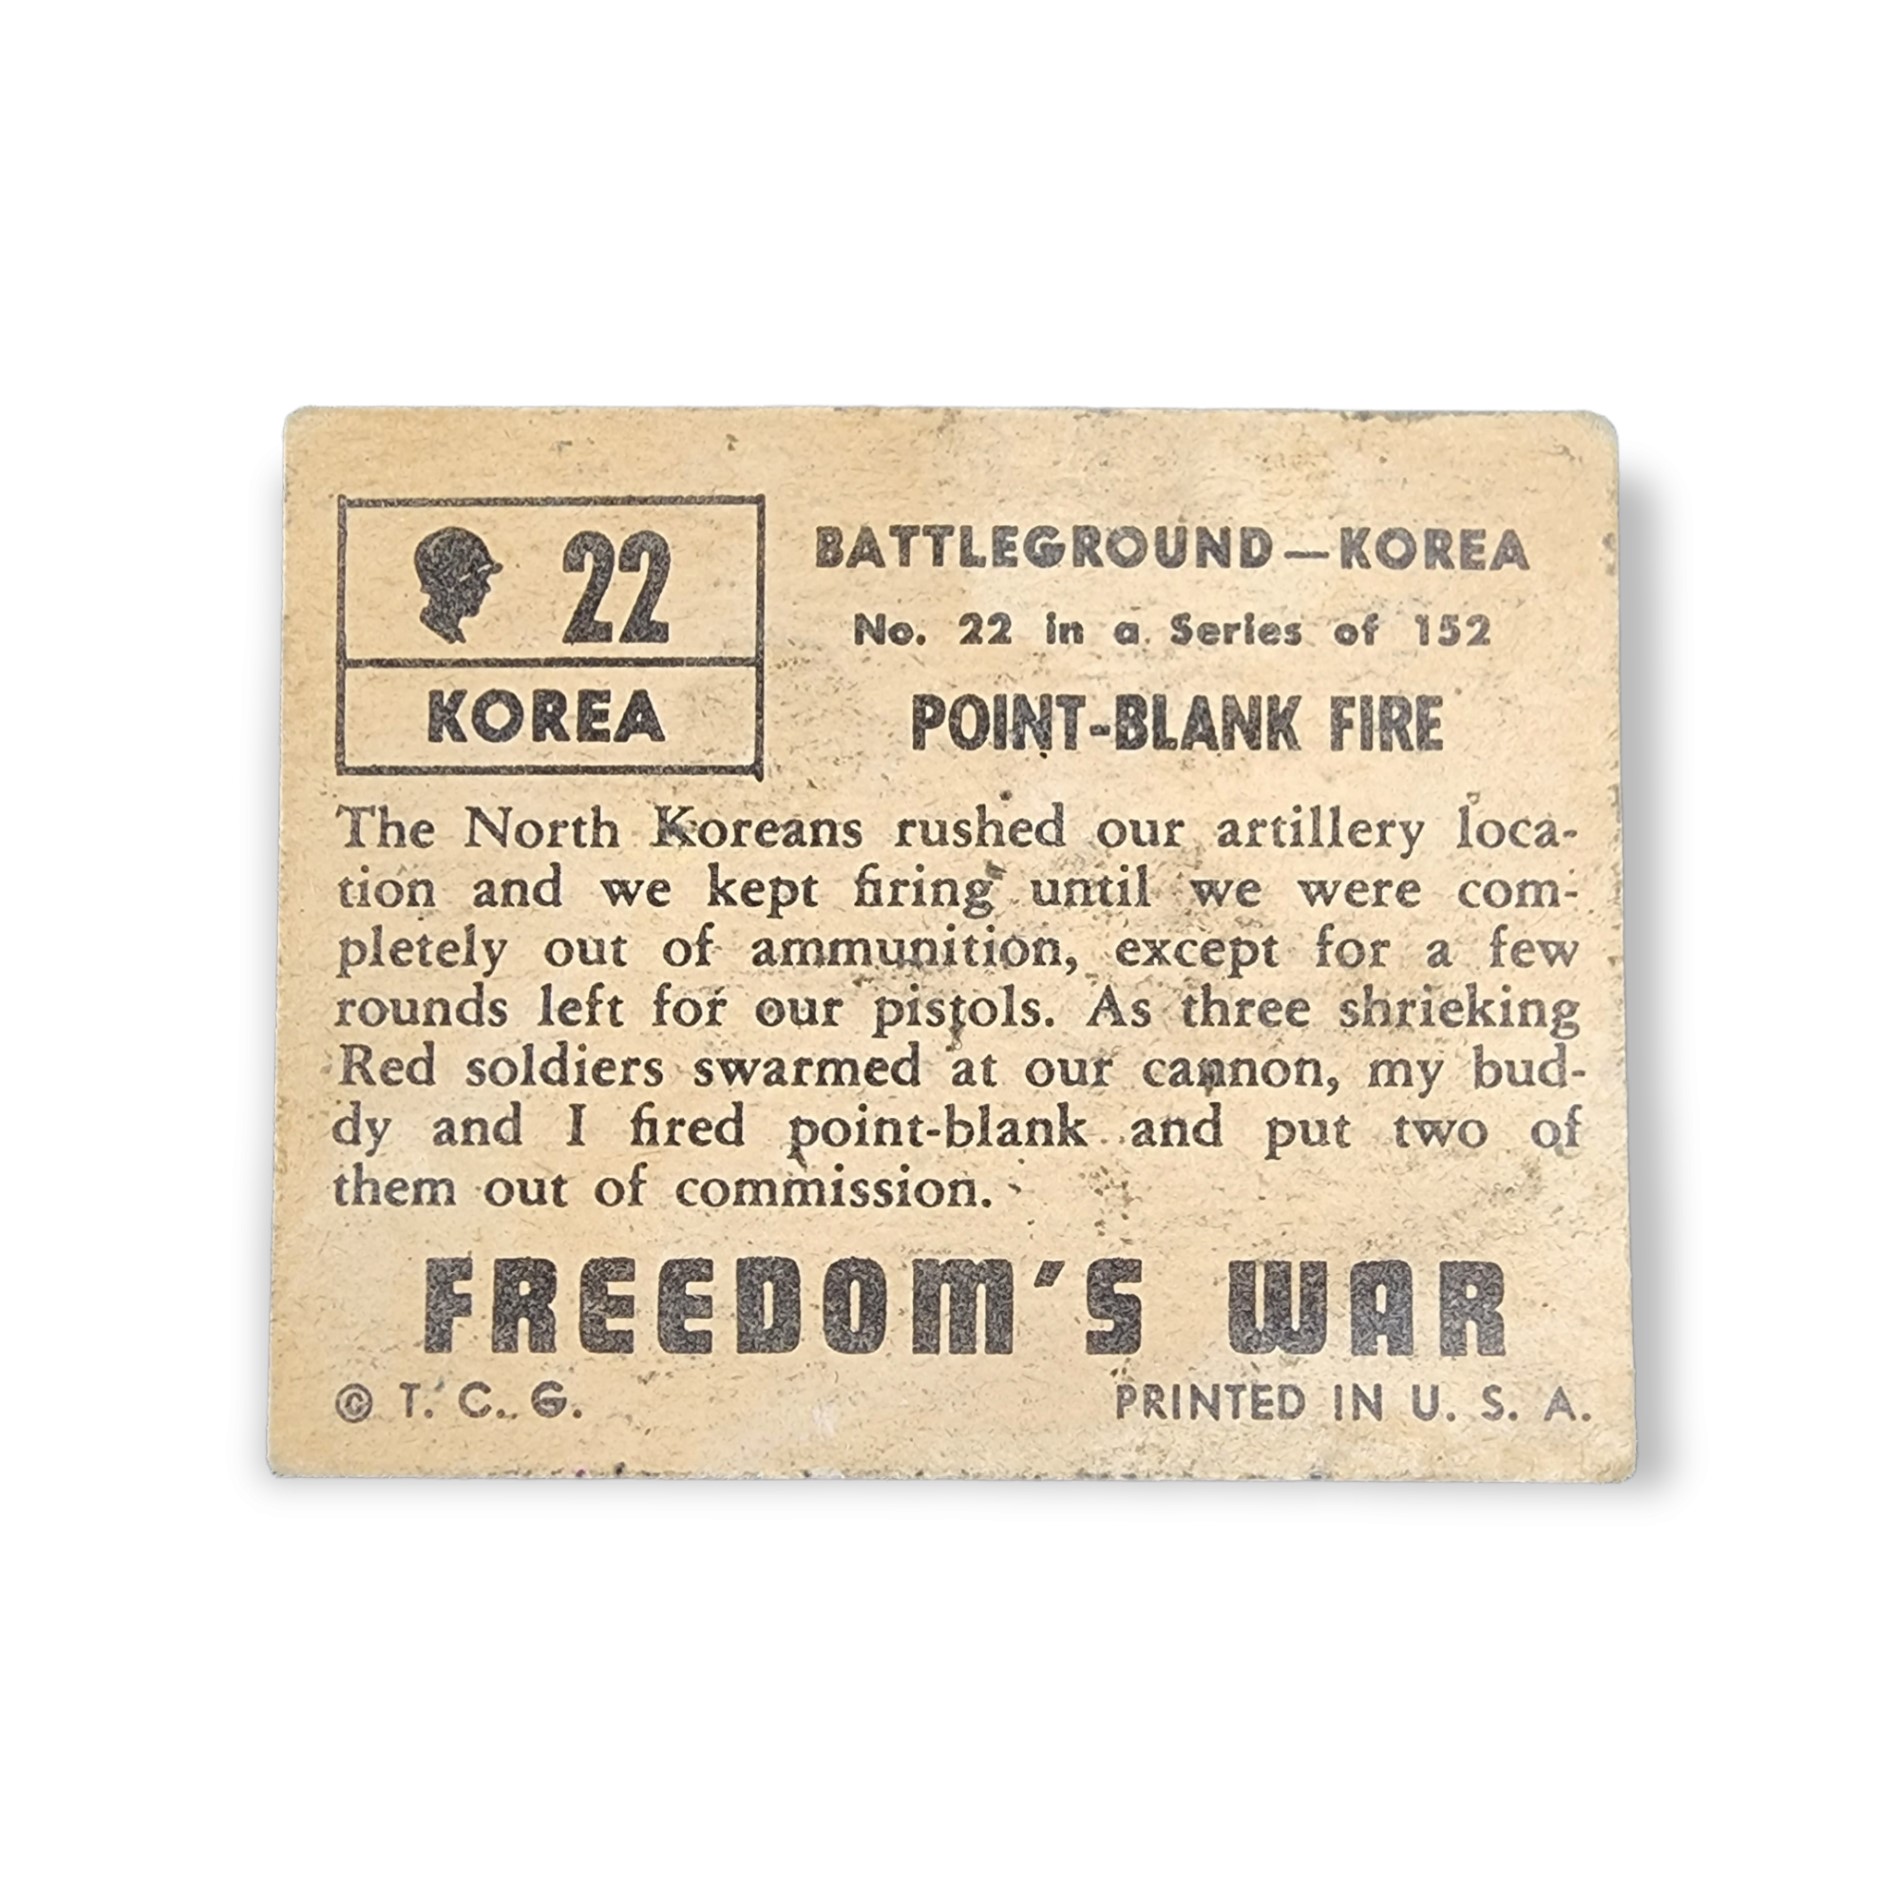 22
KOREA
BATTLEGROUND—KOREA
No. 22 in a Series of 152
POINT-BLANK FIRE
The North Koreans rushed our artillery loca-
tion and we kept firing until we were com-
pletely out of ammunition, except for a few
rounds left for our pistols. As three shrieking
Red soldiers swarmed at our cannon, my bud-
dy and I fired point-blank and put two of
them out of commission.
FREEDOM'S WAR
© T. C. G.
PRINTED IN U. S. A.